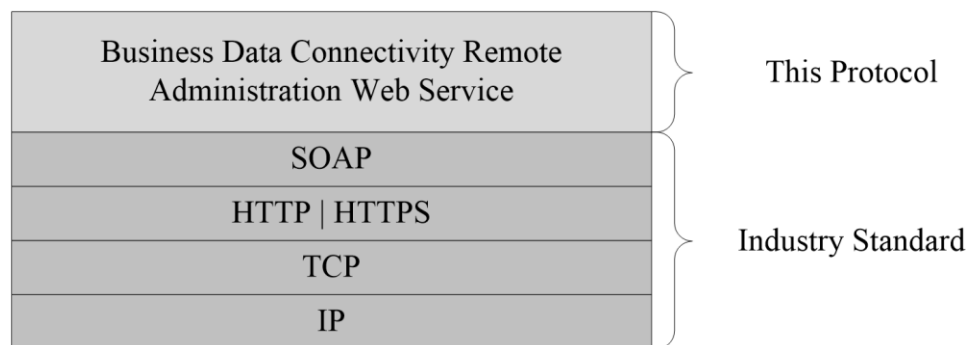 Business Data Connectivity Remote
Administration Web Service
This Protocol
SOAP
HTTP | HTTPS
TCP
IP
Industry Standard